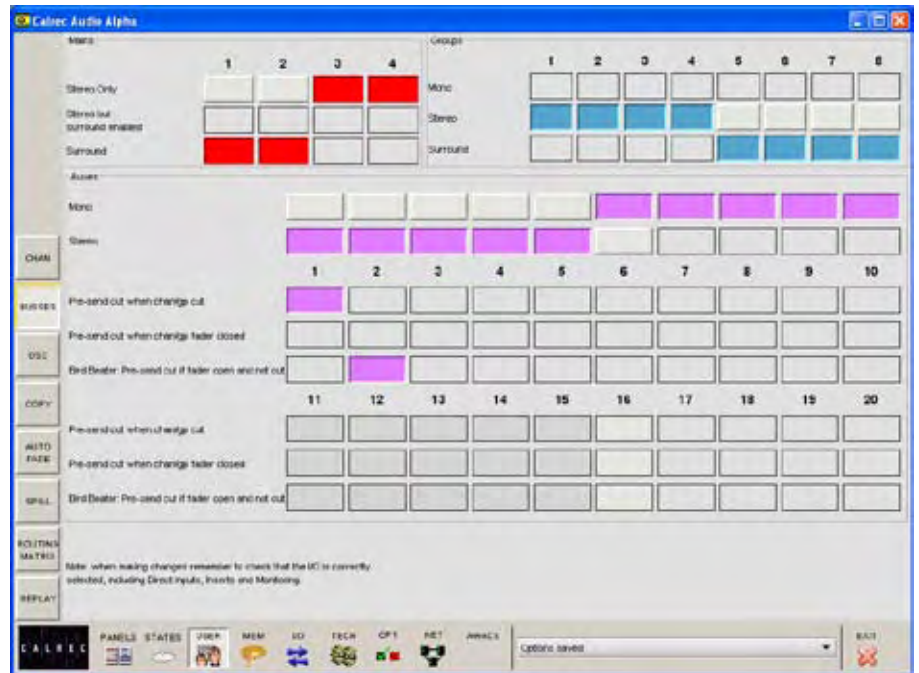 Calrec Audio Alpha
Mains
Groups
1 2 3 4
1 2 3 4 5 6 7 8
Stereo Only
Mono
Stereo but
surround enabled
Stereo
Surround
Surround
Auxes
Mono
Stereo
1 2 3 4 5 6 7 8 9 10
Pre-send cut when chan/gp cut
Pre-send cut when chan/gp fader closed
Bird Beater: Pre-send cut if fader open and not cut
11 12 13 14 15 16 17 18 19 20
Pre-send cut when chan/gp cut
Pre-send cut when chan/gp fader closed
Bird Beater: Pre-send cut if fader open and not cut
CHAN
BUSSES
OSC
COPY
AUTO
FADE
SPILL
ROUTING
MATRIX
REPLAY
Note: when making changes remember to check that the I/O is correctly
selected, including Direct Inputs, Inserts and Monitoring.
CALREC
PANELS STATES USER MEM I/O TECH OPT NET AWACS
Options saved
EXIT